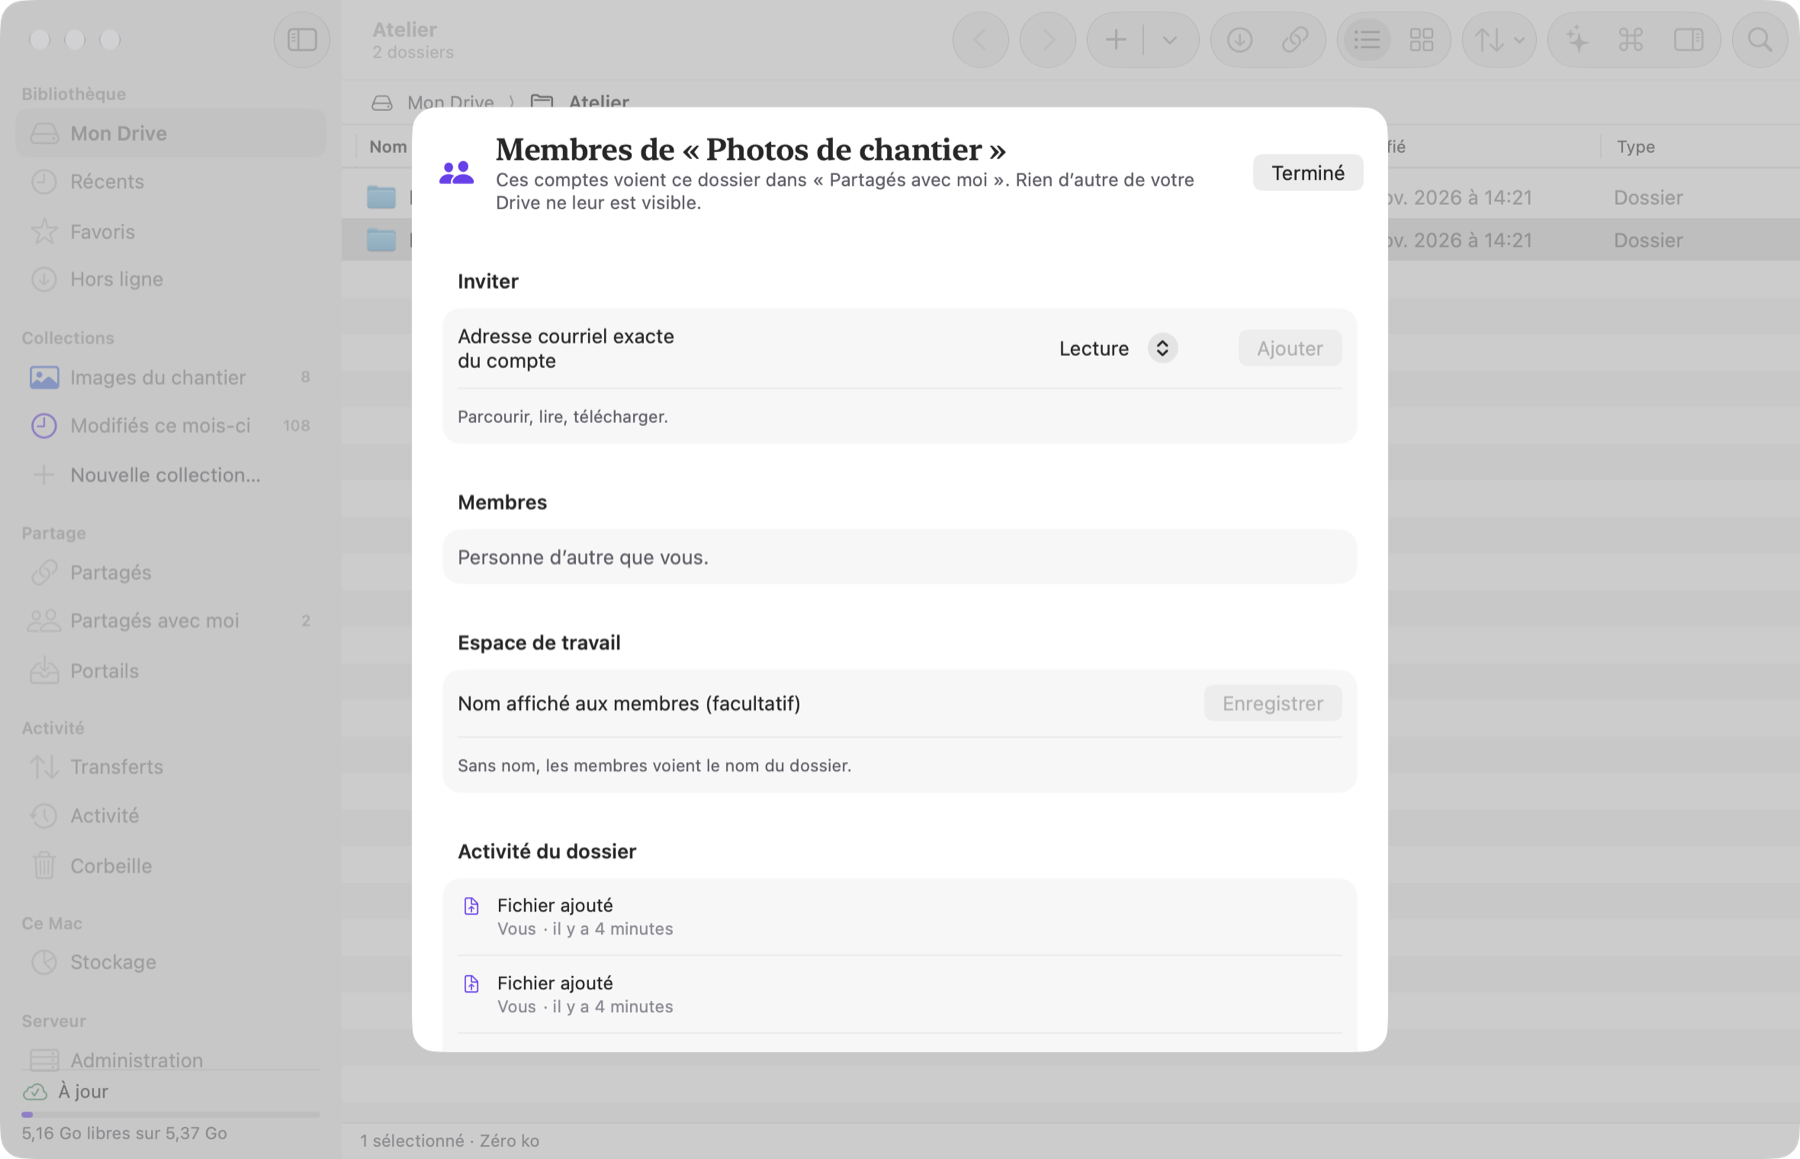 Atelier
2 dossiers
Bibliothèque
Mon Drive
Récents
Favoris
Hors ligne
Collections
Images du chantier 8
Modifiés ce mois-ci 108
Nouvelle collection…
Partage
Partagés
Partagés avec moi 2
Portails
Activité
Transferts
Activité
Corbeille
Ce Mac
Stockage
Serveur
Administration
À jour
5,16 Go libres sur 5,37 Go
Mon Drive
Atelier
Nom
Type
2026 à 14:21 Dossier
2026 à 14:21 Dossier
Membres de « Photos de chantier »
Ces comptes voient ce dossier dans « Partagés avec moi ». Rien d’autre de votre
Drive ne leur est visible.
Terminé
Inviter
Adresse courriel exacte
du compte
Lecture
Ajouter
Parcourir, lire, télécharger.
Membres
Personne d’autre que vous.
Espace de travail
Nom affiché aux membres (facultatif)
Enregistrer
Sans nom, les membres voient le nom du dossier.
Activité du dossier
Fichier ajouté
Vous · il y a 4 minutes
Fichier ajouté
Vous · il y a 4 minutes
1 sélectionné · Zéro ko